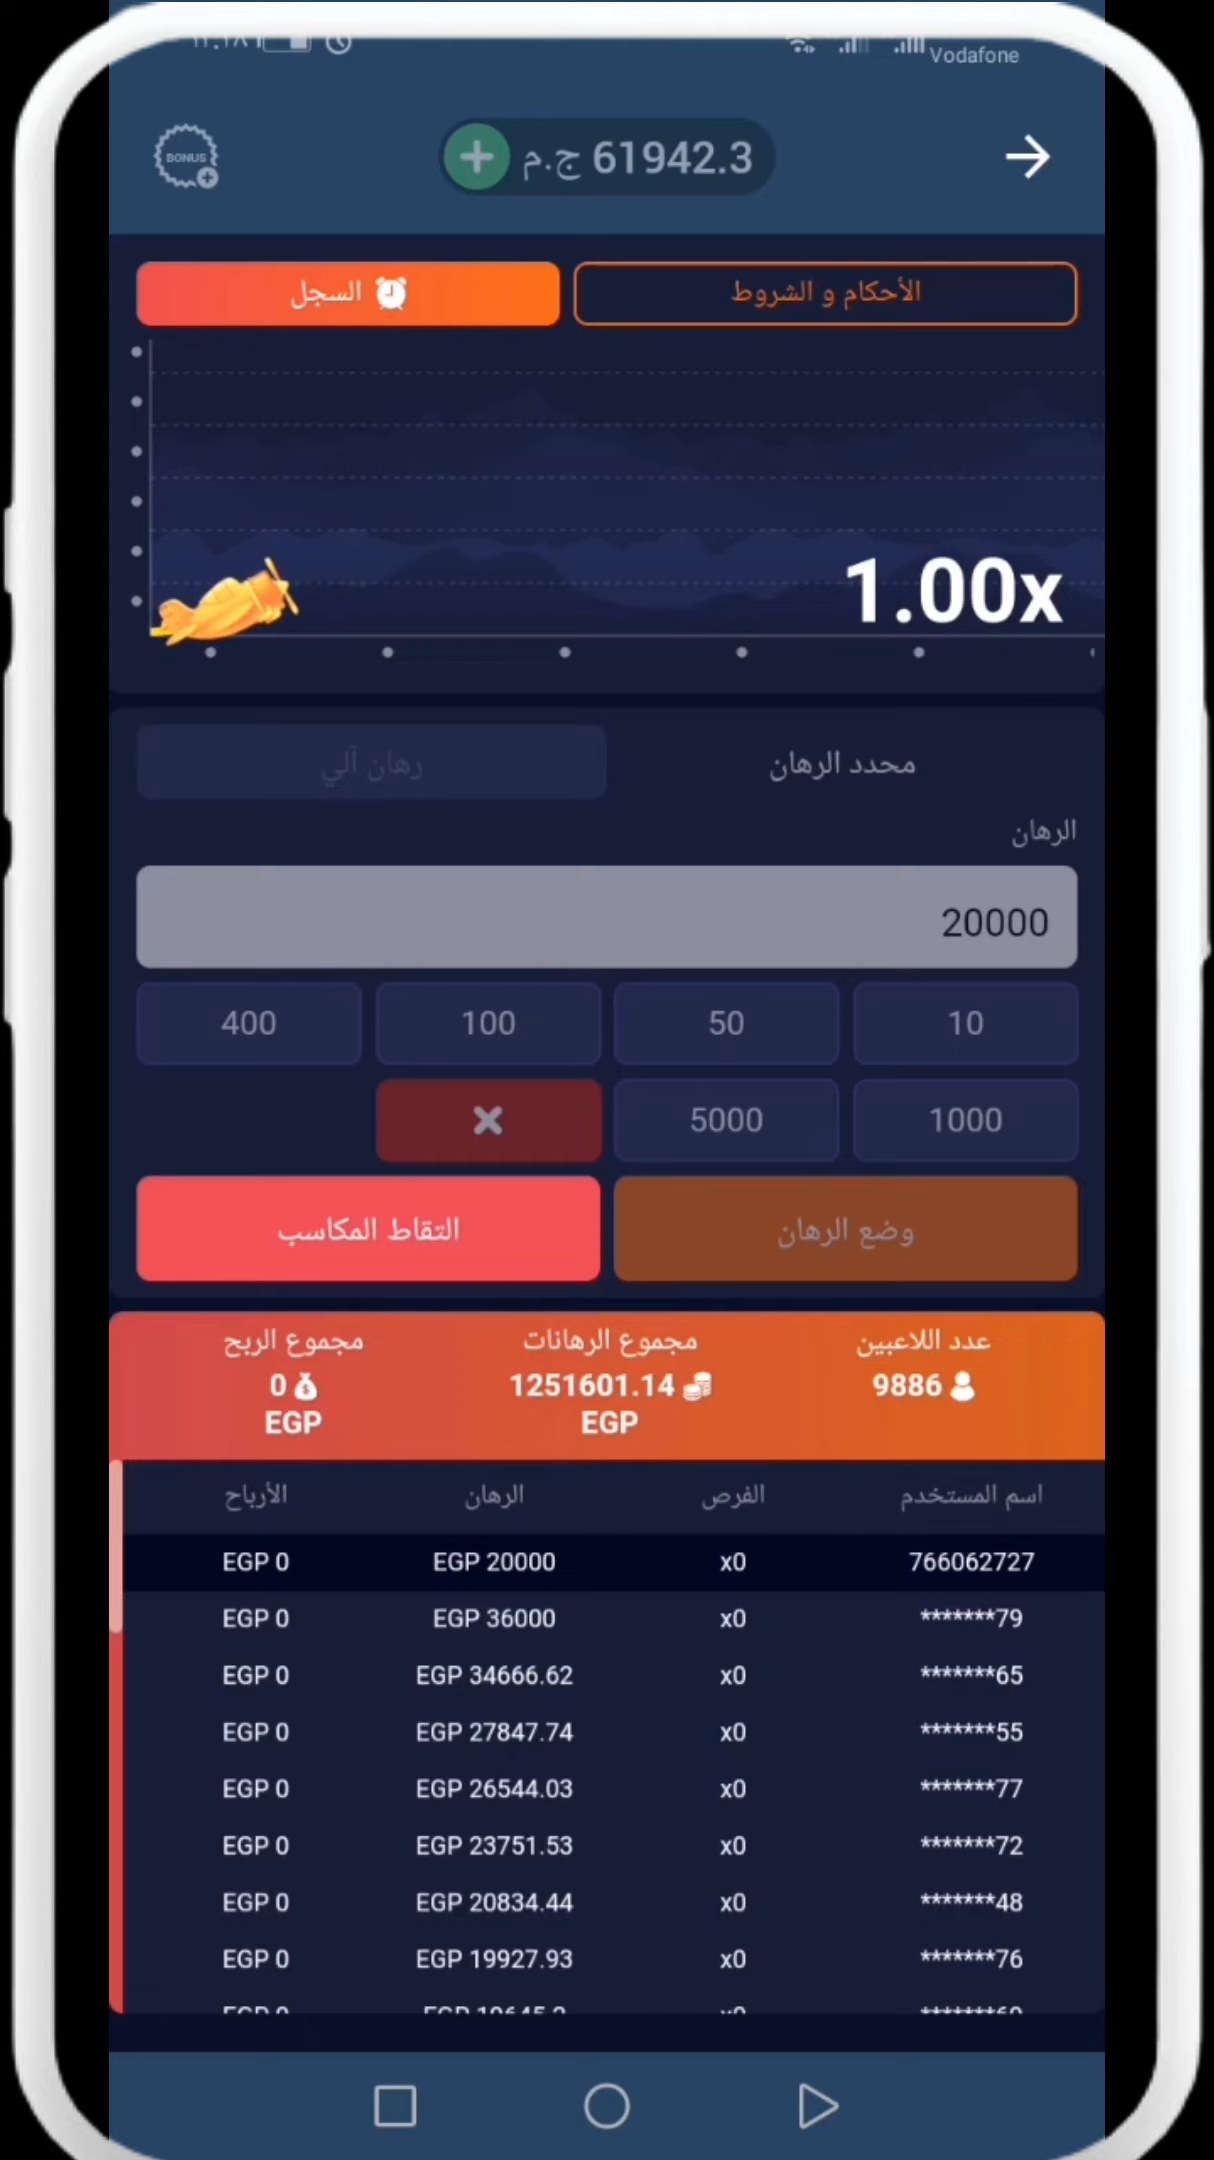 Vodafone
BONUS
61942.3 ج.م
الأحكام و الشروط
السجل
1.00x
محدد الرهان
رهان آلي
الرهان
20000
10
50
100
400
1000
5000
وضع الرهان
التقاط المكاسب
عدد اللاعبين
9886
مجموع الرهانات
1251601.14
EGP
مجموع الربح
0
EGP
اسم المستخدم الفرص الرهان الأرباح
766062727 x0 EGP 20000 EGP 0
*******79 x0 EGP 36000 EGP 0
*******65 x0 EGP 34666.62 EGP 0
*******55 x0 EGP 27847.74 EGP 0
*******77 x0 EGP 26544.03 EGP 0
*******72 x0 EGP 23751.53 EGP 0
*******48 x0 EGP 20834.44 EGP 0
*******76 x0 EGP 19927.93 EGP 0